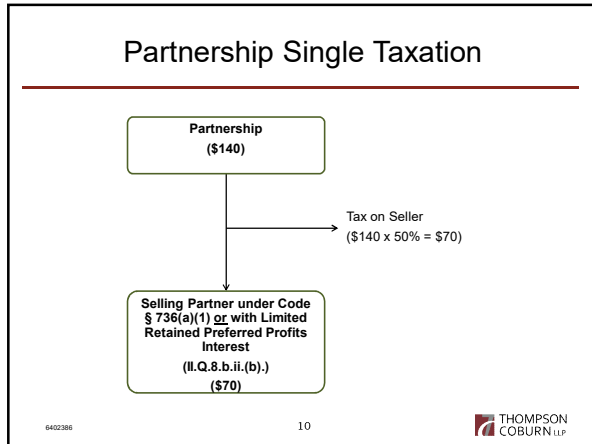 Partnership Single Taxation
Partnership
($140)
Tax on Seller
($140 x 50% = $70)
Selling Partner under Code
§ 736(a)(1) or with Limited
Retained Preferred Profits
Interest
(II.Q.8.b.ii.(b).)
($70)
6402386
10
THOMPSON
COBURN LLP